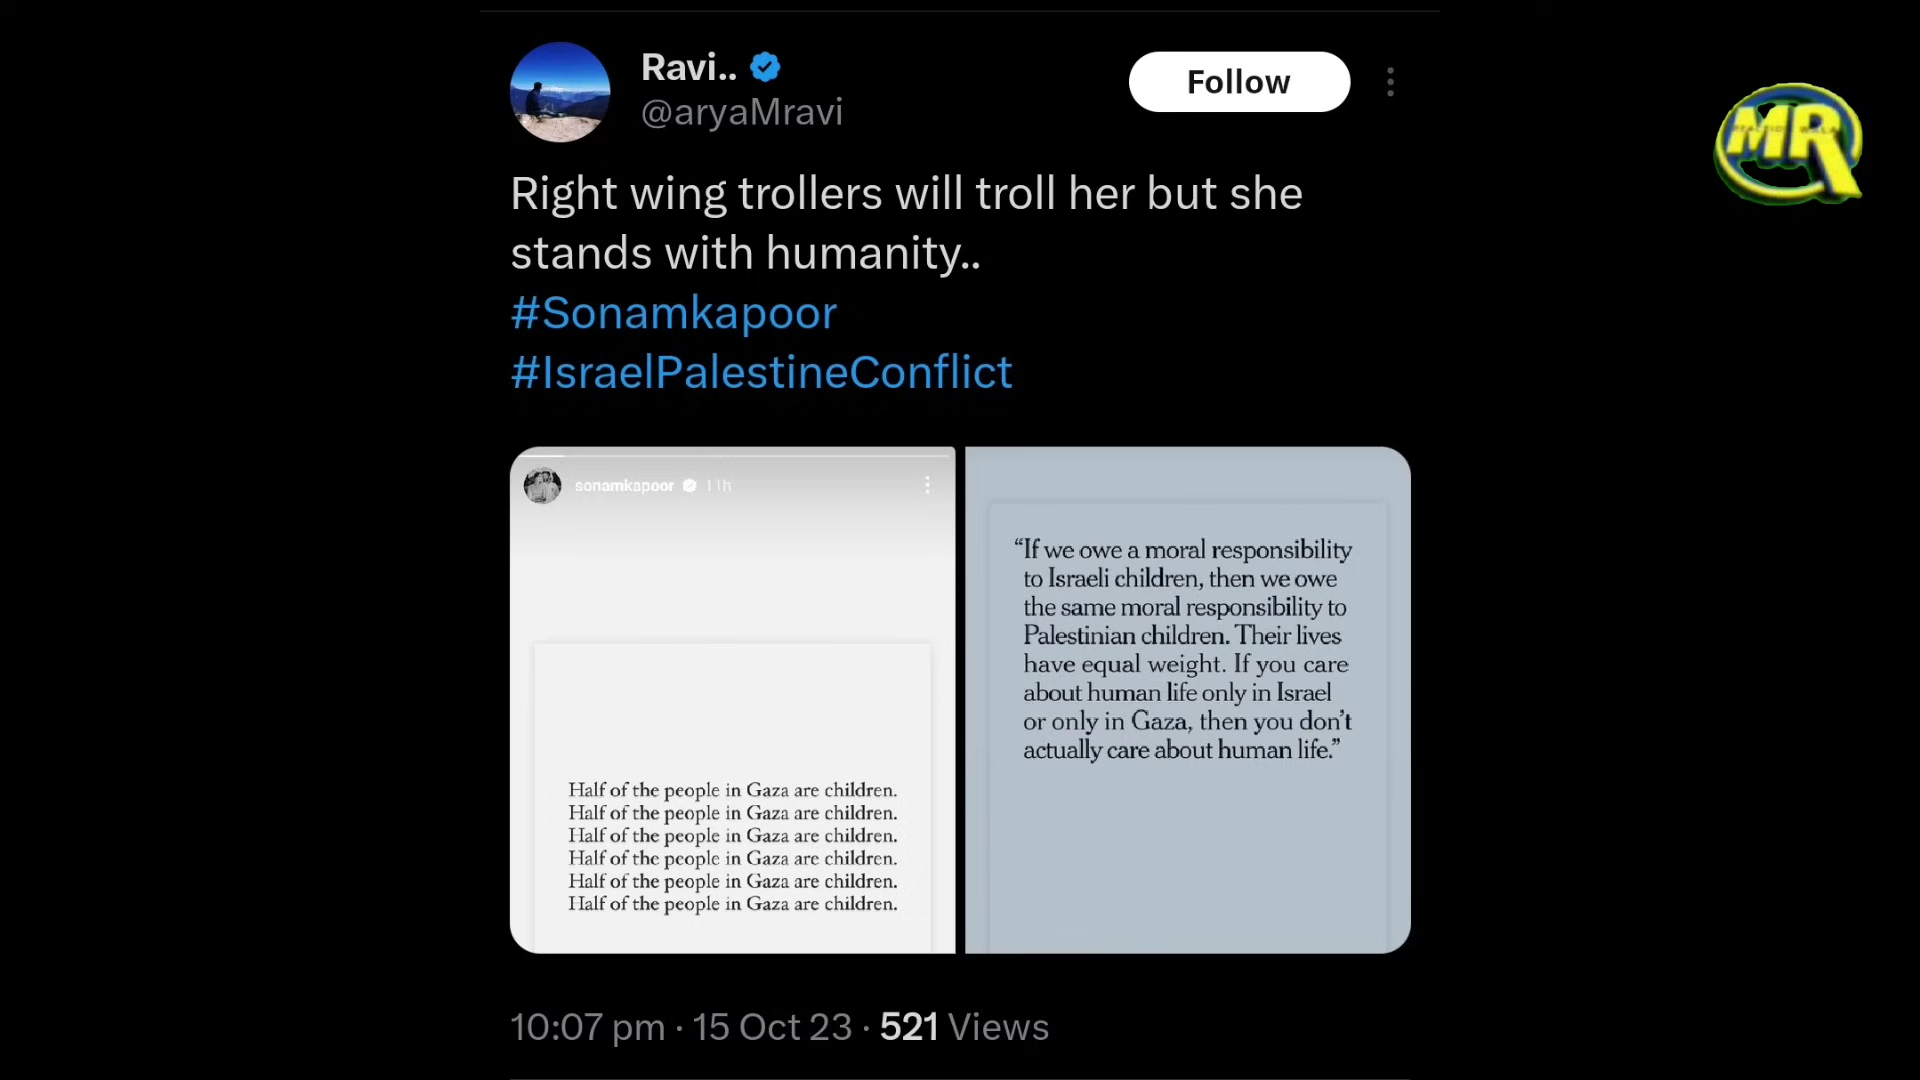 Ravi..
@aryaMravi
Follow
Right wing trollers will troll her but she
stands with humanity..
#Sonamkapoor
#IsraelPalestineConflict
sonamkapoor 11h
Half of the people in Gaza are children.
Half of the people in Gaza are children.
Half of the people in Gaza are children.
Half of the people in Gaza are children.
Half of the people in Gaza are children.
Half of the people in Gaza are children.
“If we owe a moral responsibility
to Israeli children, then we owe
the same moral responsibility to
Palestinian children. Their lives
have equal weight. If you care
about human life only in Israel
or only in Gaza, then you don’t
actually care about human life.”
10:07 pm · 15 Oct 23 · 521 Views
MR
REACTION WALA